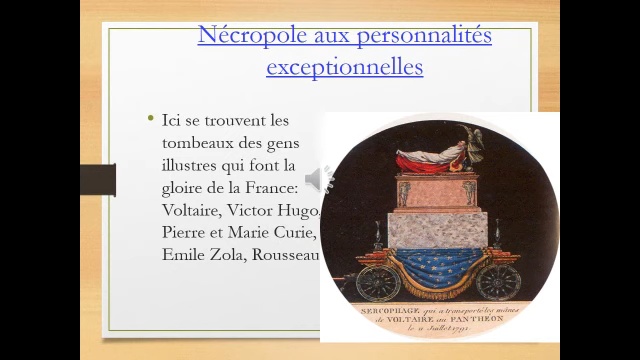 Nécropole aux personnalités
exceptionnelles
Ici se trouvent les
tombeaux des gens
illustres qui font la
gloire de la France:
Voltaire, Victor Hugo,
Pierre et Marie Curie,
Emile Zola, Rousseau
SERCOPHAGE qui a transporté les mânes
de VOLTAIRE au PANTHEON
le 11 Juillet 1791